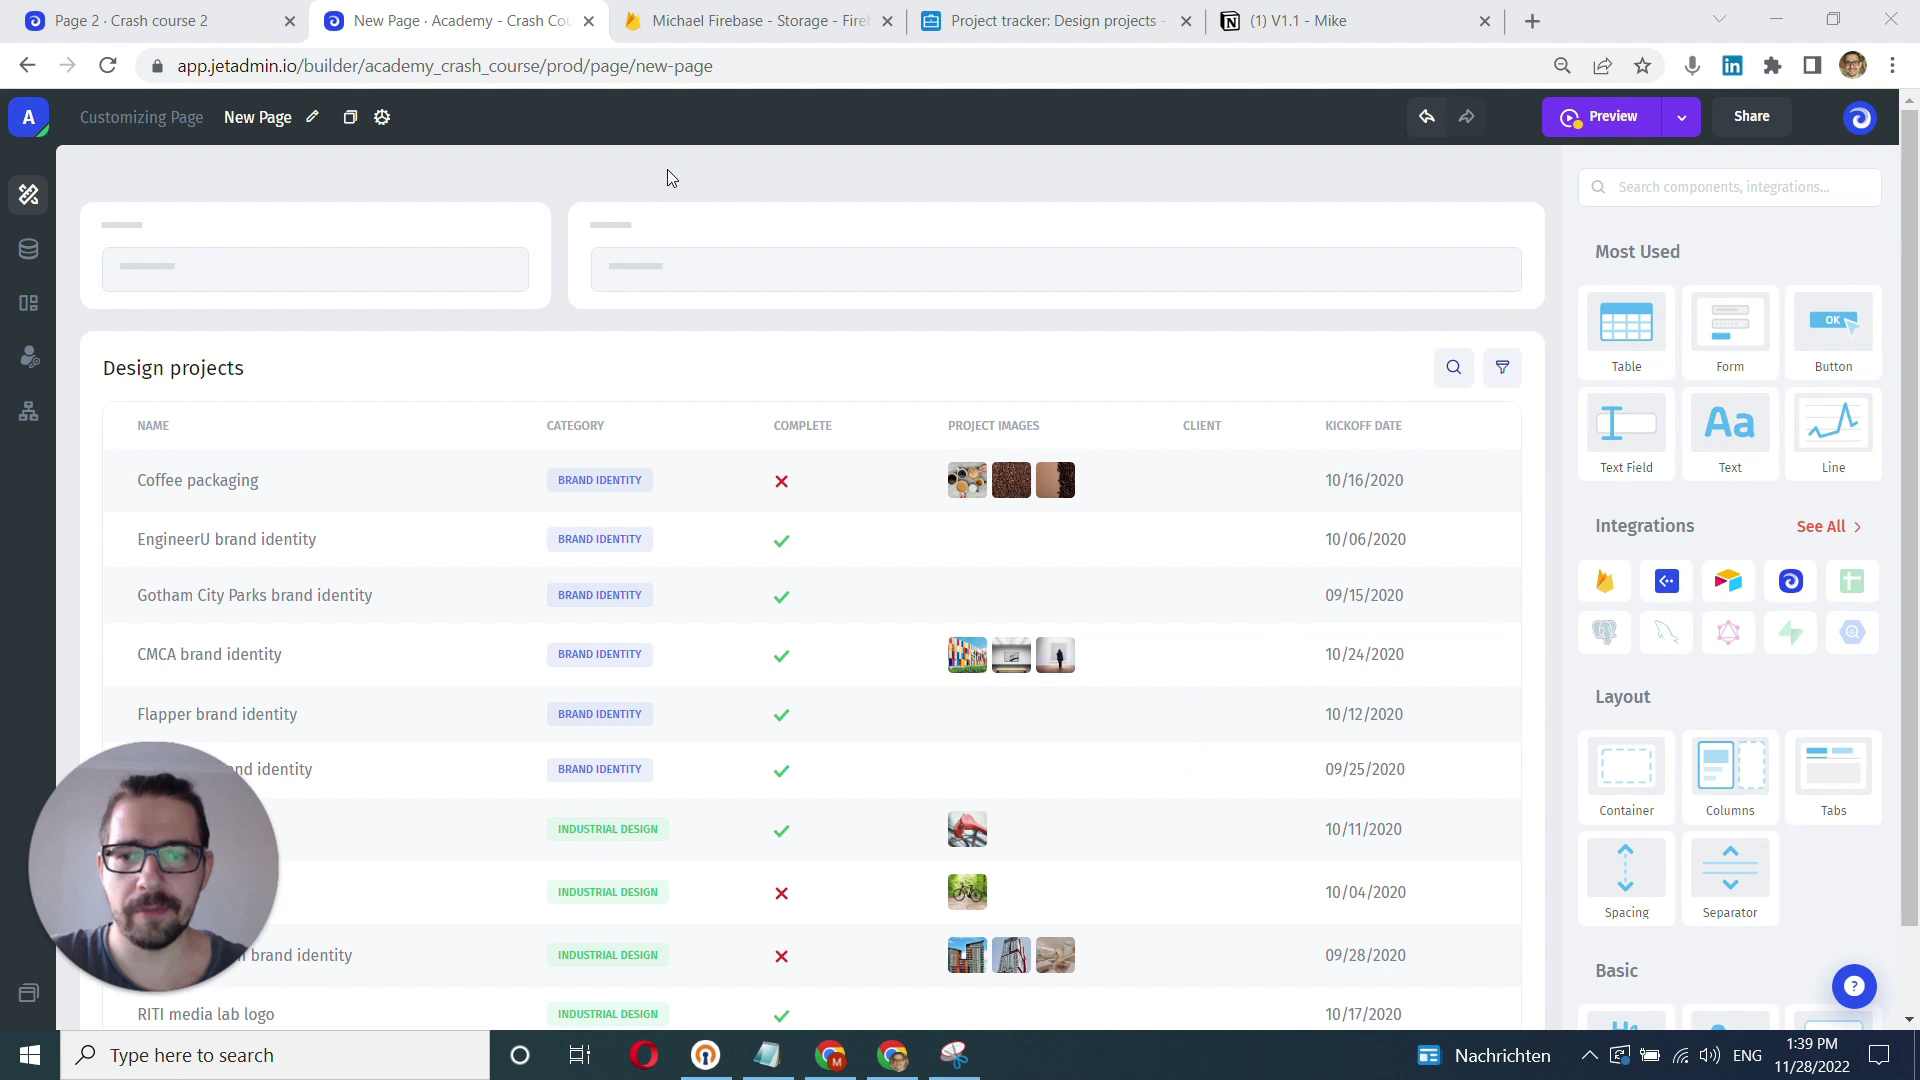 Page 2 · Crash course 2
New Page · Academy - Crash Cou
Michael Firebase - Storage - Fire
Project tracker: Design projects -
(1) V1.1 - Mike
app.jetadmin.io/builder/academy_crash_course/prod/page/new-page
A
Customizing Page
New Page
Preview
Share
Search components, integrations...
Most Used
Table
Form
OK
Button
Text Field
Aa
Text
Line
Integrations
See All
Layout
Container
Columns
Tabs
Spacing
Separator
Basic
Design projects
NAME CATEGORY COMPLETE PROJECT IMAGES CLIENT KICKOFF DATE
Coffee packaging BRAND IDENTITY 10/16/2020
EngineerU brand identity BRAND IDENTITY 10/06/2020
Gotham City Parks brand identity BRAND IDENTITY 09/15/2020
CMCA brand identity BRAND IDENTITY 10/24/2020
Flapper brand identity BRAND IDENTITY 10/12/2020
identity BRAND IDENTITY 09/25/2020
INDUSTRIAL DESIGN 10/11/2020
INDUSTRIAL DESIGN 10/04/2020
brand identity INDUSTRIAL DESIGN 09/28/2020
RITI media lab logo INDUSTRIAL DESIGN 10/17/2020
Type here to search
Nachrichten
ENG
1:39 PM
11/28/2022